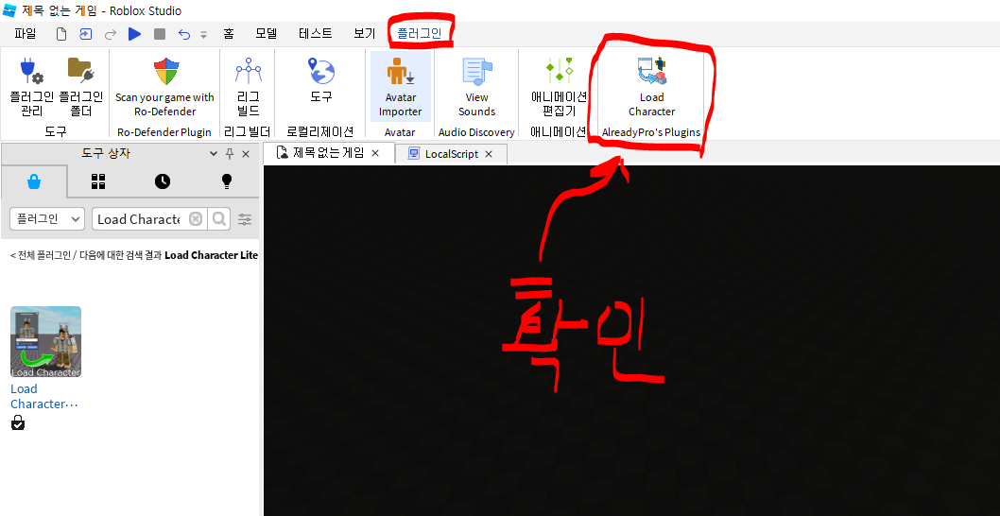 제목 없는 게임 - Roblox Studio
파일 홈 모델 테스트 보기 플러그인
플러그인
관리
플러그인
폴더
도구
Scan your game with
Ro-Defender
Ro-Defender Plugin
리그
빌드
리그 빌더
도구
로컬리제이션
Avatar
Importer
Avatar
View
Sounds
Audio Discovery
애니메이션
편집기
애니메이션
Load
Character
AlreadyPro's Plugins
도구 상자
제목 없는 게임
LocalScript
플러그인
Load Characte
< 전체 플러그인 / 다음에 대한 검색 결과 Load Character Lite
Load Character
Load
Character⋯
확인